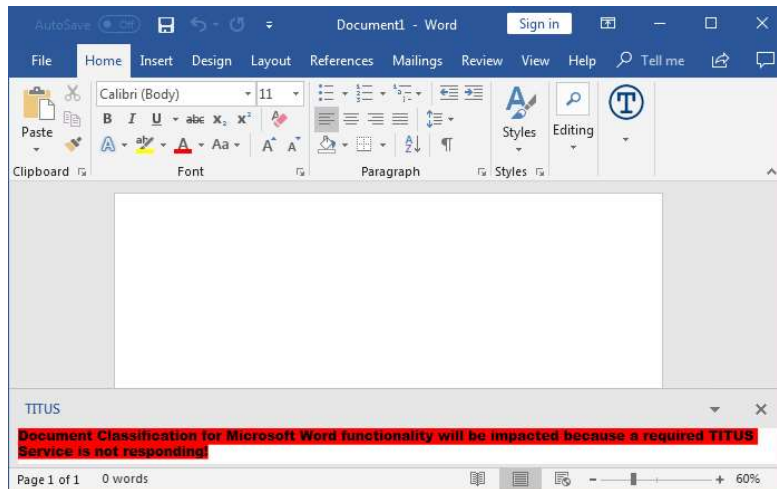 AutoSave Off Document1 - Word Sign in
File Home Insert Design Layout References Mailings Review View Help Tell me
Calibri (Body) 11
B I U abc X₂ X²
Paste Aa A A Styles Editing T
Clipboard Font Paragraph Styles
TITUS
Document Classification for Microsoft Word functionality will be impacted because a required TITUS
Service is not responding!
Page 1 of 1 0 words 60%